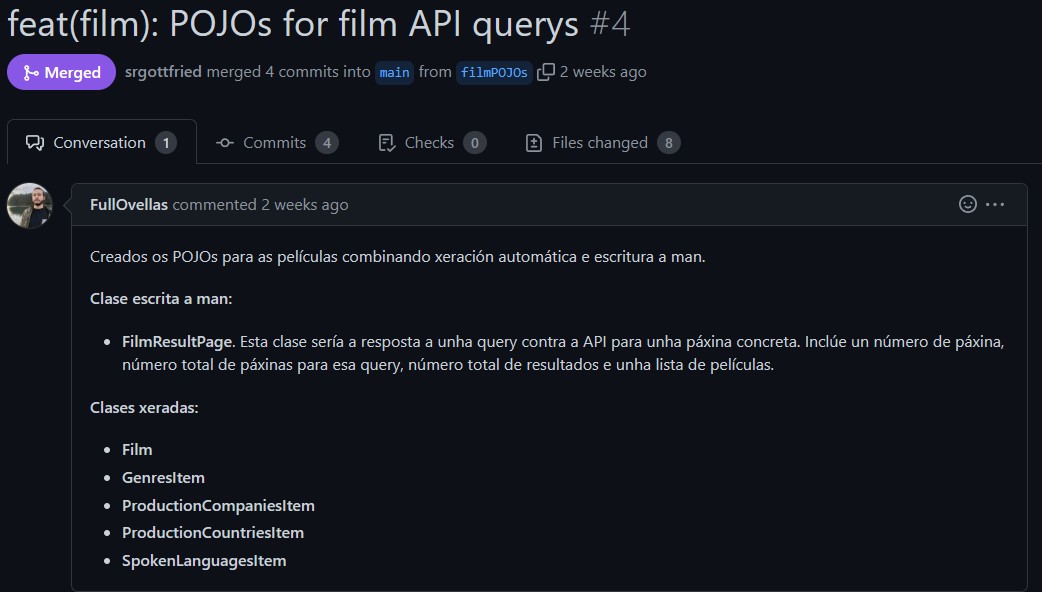 feat(film): POJOs for film API querys #4
Merged srgottfried merged 4 commits into main from filmPOJOs 2 weeks ago
Conversation 1 Commits 4 Checks 0 Files changed 8
FullOvellas commented 2 weeks ago
Creados os POJOs para as películas combinando xeración automática e escritura a man.
Clase escrita a man:
FilmResultPage. Esta clase sería a resposta a unha query contra a API para unha páxina concreta. Inclúe un número de páxina,
número total de páxinas para esa query, número total de resultados e unha lista de películas.
Clases xeradas:
Film
GenresItem
ProductionCompaniesItem
ProductionCountriesItem
SpokenLanguagesItem